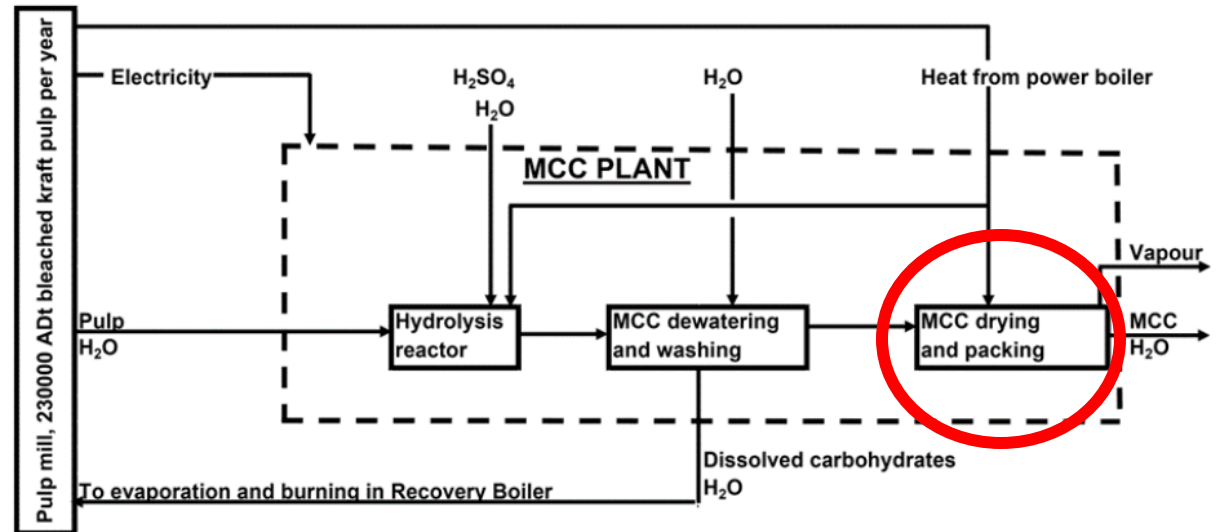 Pulp mill, 230000 ADt bleached kraft pulp per year
Electricity
H₂SO₄
H₂O
H₂O
Heat from power boiler
MCC PLANT
Pulp
H₂O
Hydrolysis
reactor
MCC dewatering
and washing
MCC drying
and packing
Vapour
MCC
H₂O
Dissolved carbohydrates
H₂O
To evaporation and burning in Recovery Boiler